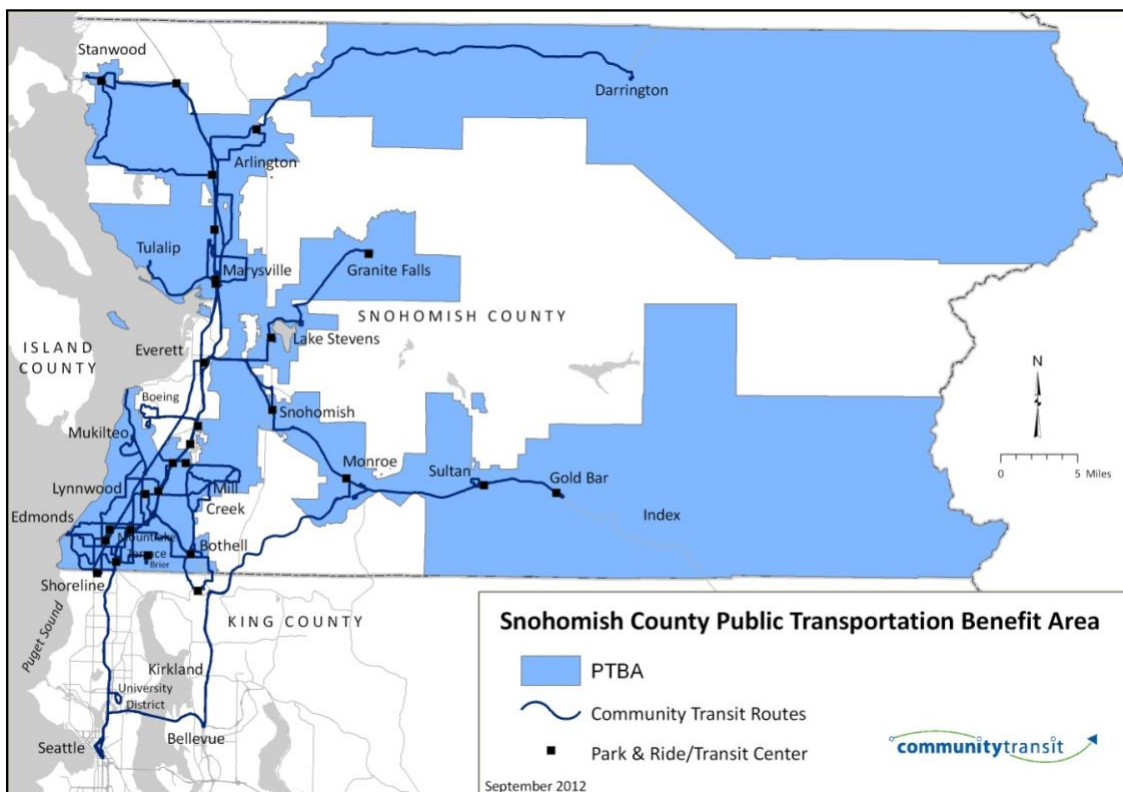 Stanwood
Darrington
Arlington
Tulalip
Marysville
Granite Falls
SNOHOMISH COUNTY
ISLAND
COUNTY
Everett
Lake Stevens
N
Boeing
Snohomish
Mukilteo
0 5 Miles
Monroe
Sultan
Gold Bar
Lynnwood
Mill
Creek
Index
Edmonds
Mountlake
Terrace
Brier
Bothell
Shoreline
Puget Sound
KING COUNTY
Kirkland
University
District
Seattle
Bellevue
Snohomish County Public Transportation Benefit Area
PTBA
Community Transit Routes
Park & Ride/Transit Center
communitytransit
September 2012